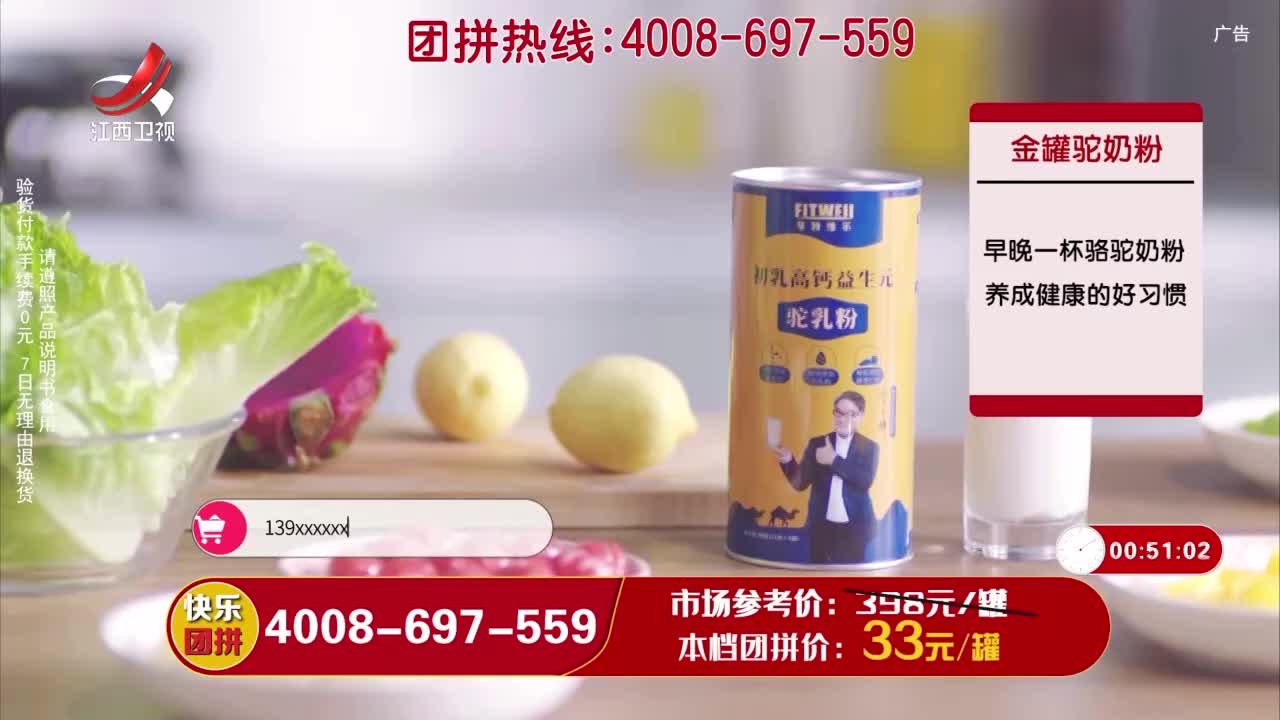 团拼热线:4008-697-559
广告
江西卫视
金罐驼奶粉
早晚一杯骆驼奶粉
养成健康的好习惯
请遵照产品说明书食用
验货付款手续费0元 7日无理由退换货
FITWEll
初乳高钙益生元
驼乳粉
139xxxxxx
00:51:02
快乐
团拼
4008-697-559
市场参考价：398元/罐
本档团拼价：33元/罐